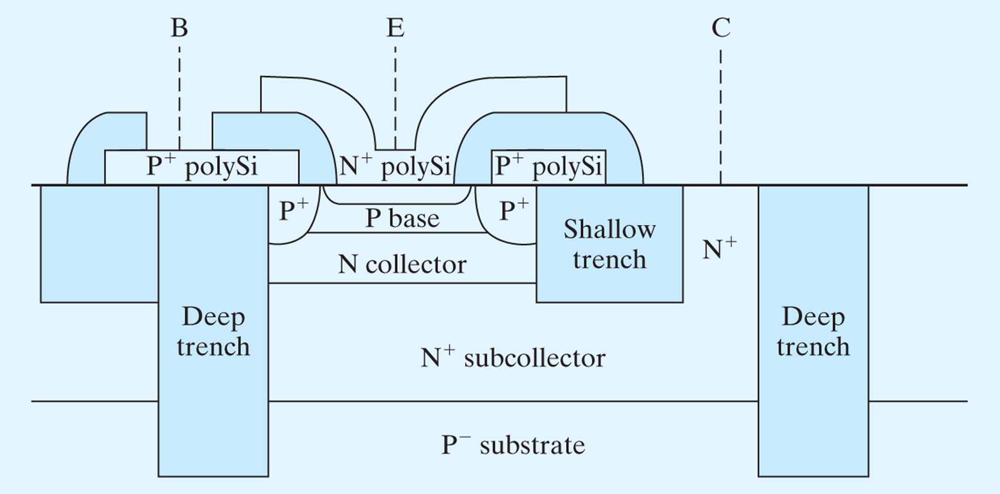 B
E
C
P⁺ polySi
N⁺ polySi
P⁺ polySi
P⁺
P base
P⁺
Shallow
trench
N⁺
N collector
Deep
trench
N⁺ subcollector
Deep
trench
P⁻ substrate